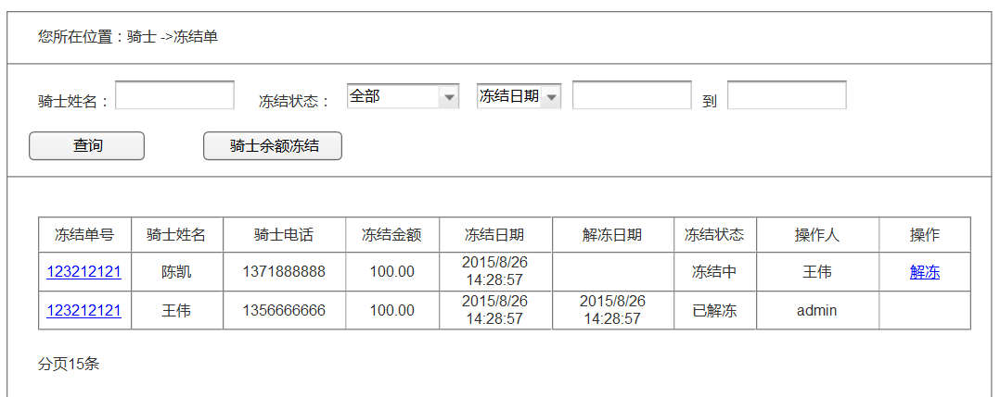 您所在位置：骑士 ->冻结单
骑士姓名： 冻结状态： 全部 冻结日期 到
查询 骑士余额冻结
冻结单号 骑士姓名 骑士电话 冻结金额 冻结日期 解冻日期 冻结状态 操作人 操作
123212121 陈凯 1371888888 100.00 2015/8/26 14:28:57 冻结中 王伟 解冻
123212121 王伟 1356666666 100.00 2015/8/26 14:28:57 2015/8/26 14:28:57 已解冻 admin
分页15条